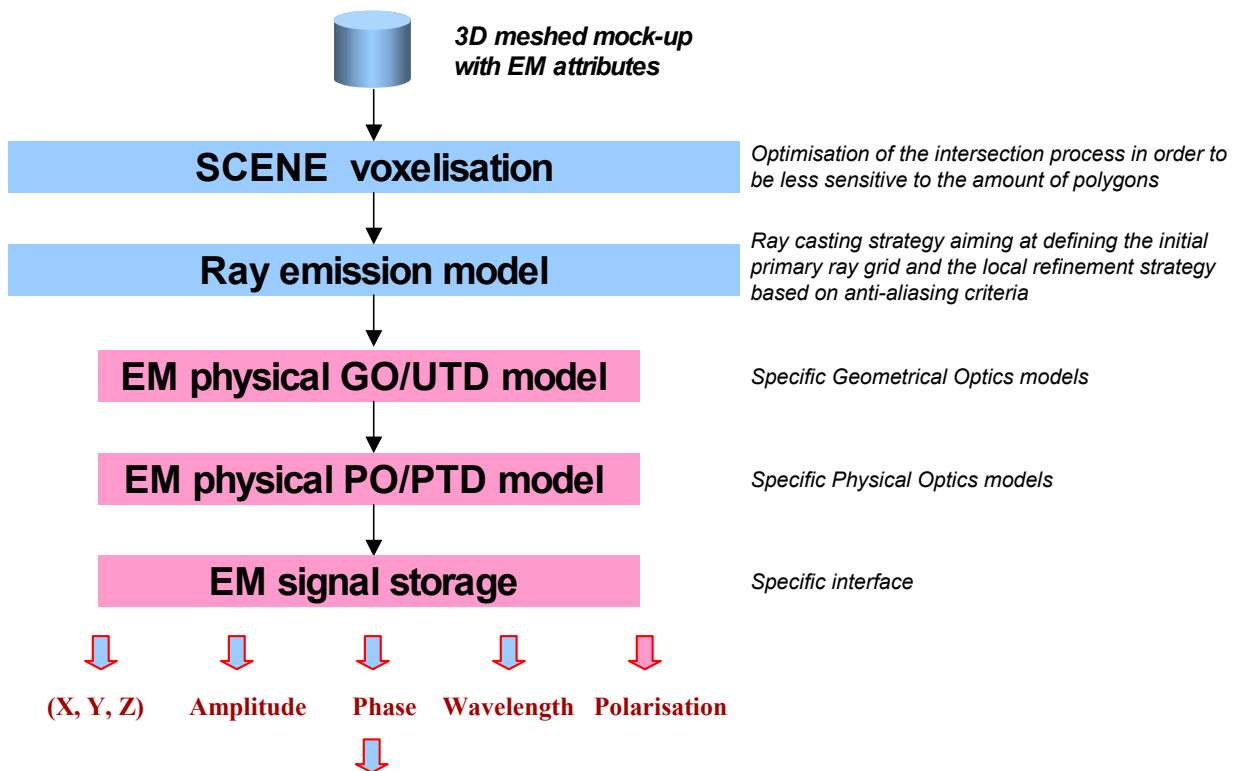 3D meshed mock-up
with EM attributes
SCENE voxelisation
Optimisation of the intersection process in order to
be less sensitive to the amount of polygons
Ray emission model
Ray casting strategy aiming at defining the initial
primary ray grid and the local refinement strategy
based on anti-aliasing criteria
EM physical GO/UTD model
Specific Geometrical Optics models
EM physical PO/PTD model
Specific Physical Optics models
EM signal storage
Specific interface
(X, Y, Z) Amplitude Phase Wavelength Polarisation